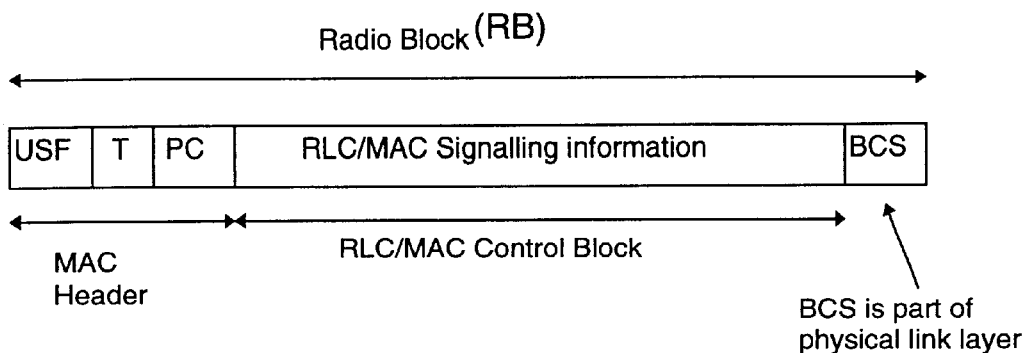 Radio Block (RB)
USF T PC RLC/MAC Signalling information BCS
RLC/MAC Control Block
MAC
Header
BCS is part of
physical link layer